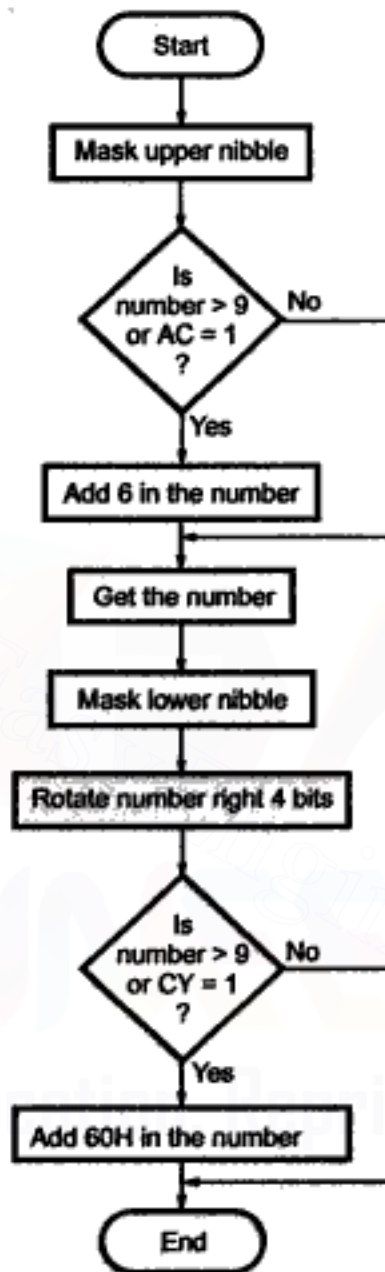 Start
Mask upper nibble
Is
number > 9
or AC = 1
?
No
Yes
Add 6 in the number
Get the number
Mask lower nibble
Rotate number right 4 bits
Is
number > 9
or CY = 1
?
No
Yes
Add 60H in the number
End